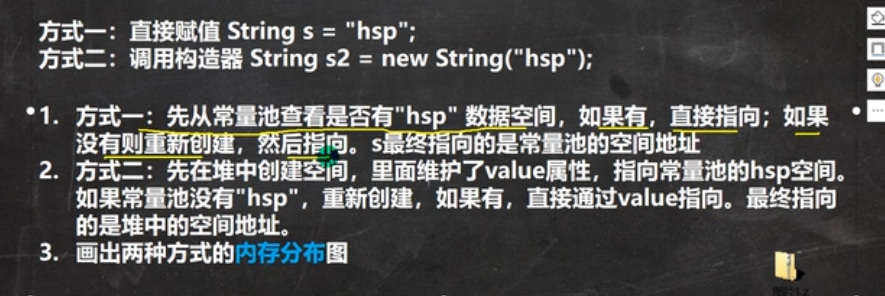 方式一：直接赋值 String s = "hsp";
方式二：调用构造器 String s2 = new String("hsp");
1. 方式一：先从常量池查看是否有"hsp" 数据空间，如果有，直接指向；如果
没有则重新创建，然后指向。s最终指向的是常量池的空间地址
2. 方式二：先在堆中创建空间，里面维护了value属性，指向常量池的hsp空间。
如果常量池没有"hsp"，重新创建，如果有，直接通过value指向。最终指向
的是堆中的空间地址。
3. 画出两种方式的内存分布图